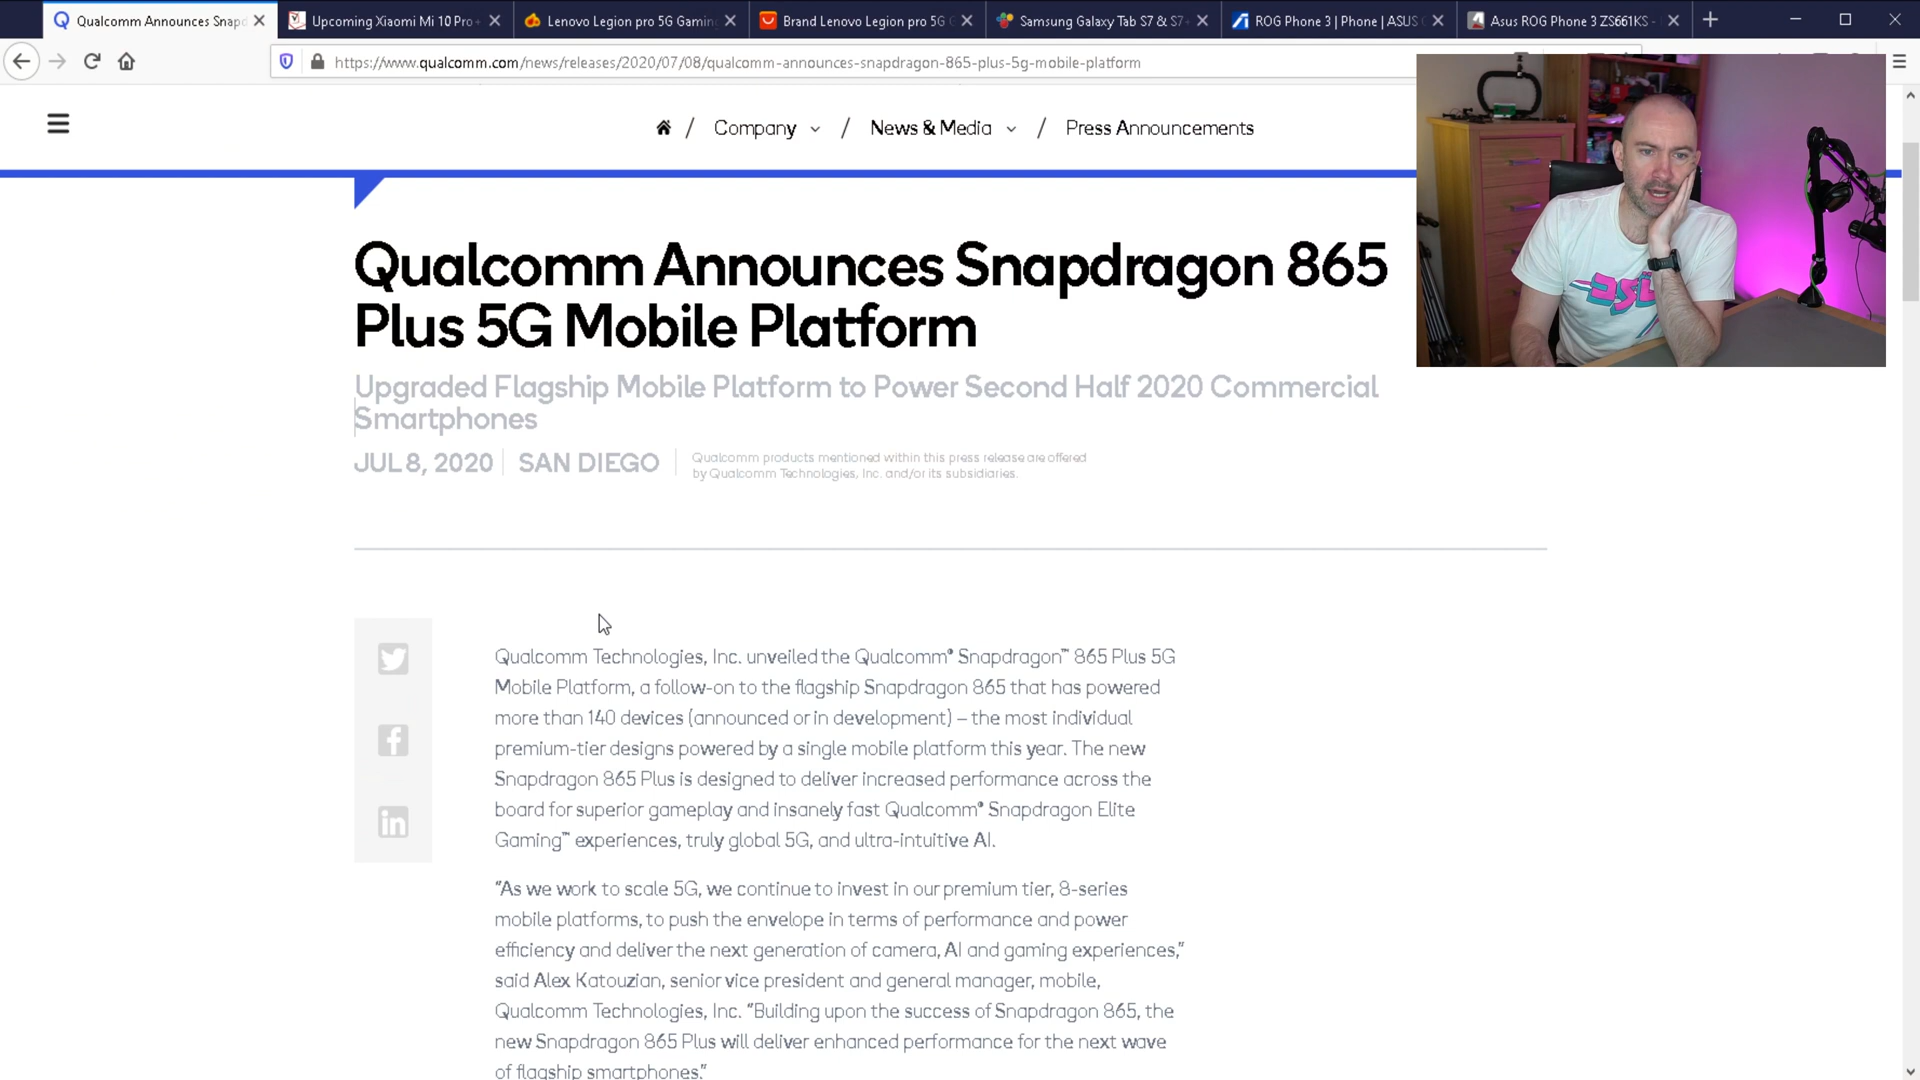 Qualcomm Announces Snapd
Upcoming Xiaomi Mi 10 Pro+
Lenovo Legion pro 5G Gamin
Brand Lenovo Legion pro 5G G
Samsung Galaxy Tab S7 & S7+
ROG Phone 3 | Phone | ASUS G
Asus ROG Phone 3 ZS661KS -
https://www.qualcomm.com/news/releases/2020/07/08/qualcomm-announces-snapdragon-865-plus-5g-mobile-platform
/ Company / News & Media / Press Announcements
Qualcomm Announces Snapdragon 865
Plus 5G Mobile Platform
Upgraded Flagship Mobile Platform to Power Second Half 2020 Commercial
Smartphones
JUL 8, 2020 | SAN DIEGO
Qualcomm products mentioned within this press release are offered
by Qualcomm Technologies, Inc. and/or its subsidiaries.
Qualcomm Technologies, Inc. unveiled the Qualcomm® Snapdragon™ 865 Plus 5G
Mobile Platform, a follow-on to the flagship Snapdragon 865 that has powered
more than 140 devices (announced or in development) – the most individual
premium-tier designs powered by a single mobile platform this year. The new
Snapdragon 865 Plus is designed to deliver increased performance across the
board for superior gameplay and insanely fast Qualcomm® Snapdragon Elite
Gaming™ experiences, truly global 5G, and ultra-intuitive AI.
"As we work to scale 5G, we continue to invest in our premium tier, 8-series
mobile platforms, to push the envelope in terms of performance and power
efficiency and deliver the next generation of camera, AI and gaming experiences,"
said Alex Katouzian, senior vice president and general manager, mobile,
Qualcomm Technologies, Inc. "Building upon the success of Snapdragon 865, the
new Snapdragon 865 Plus will deliver enhanced performance for the next wave
of flagship smartphones."